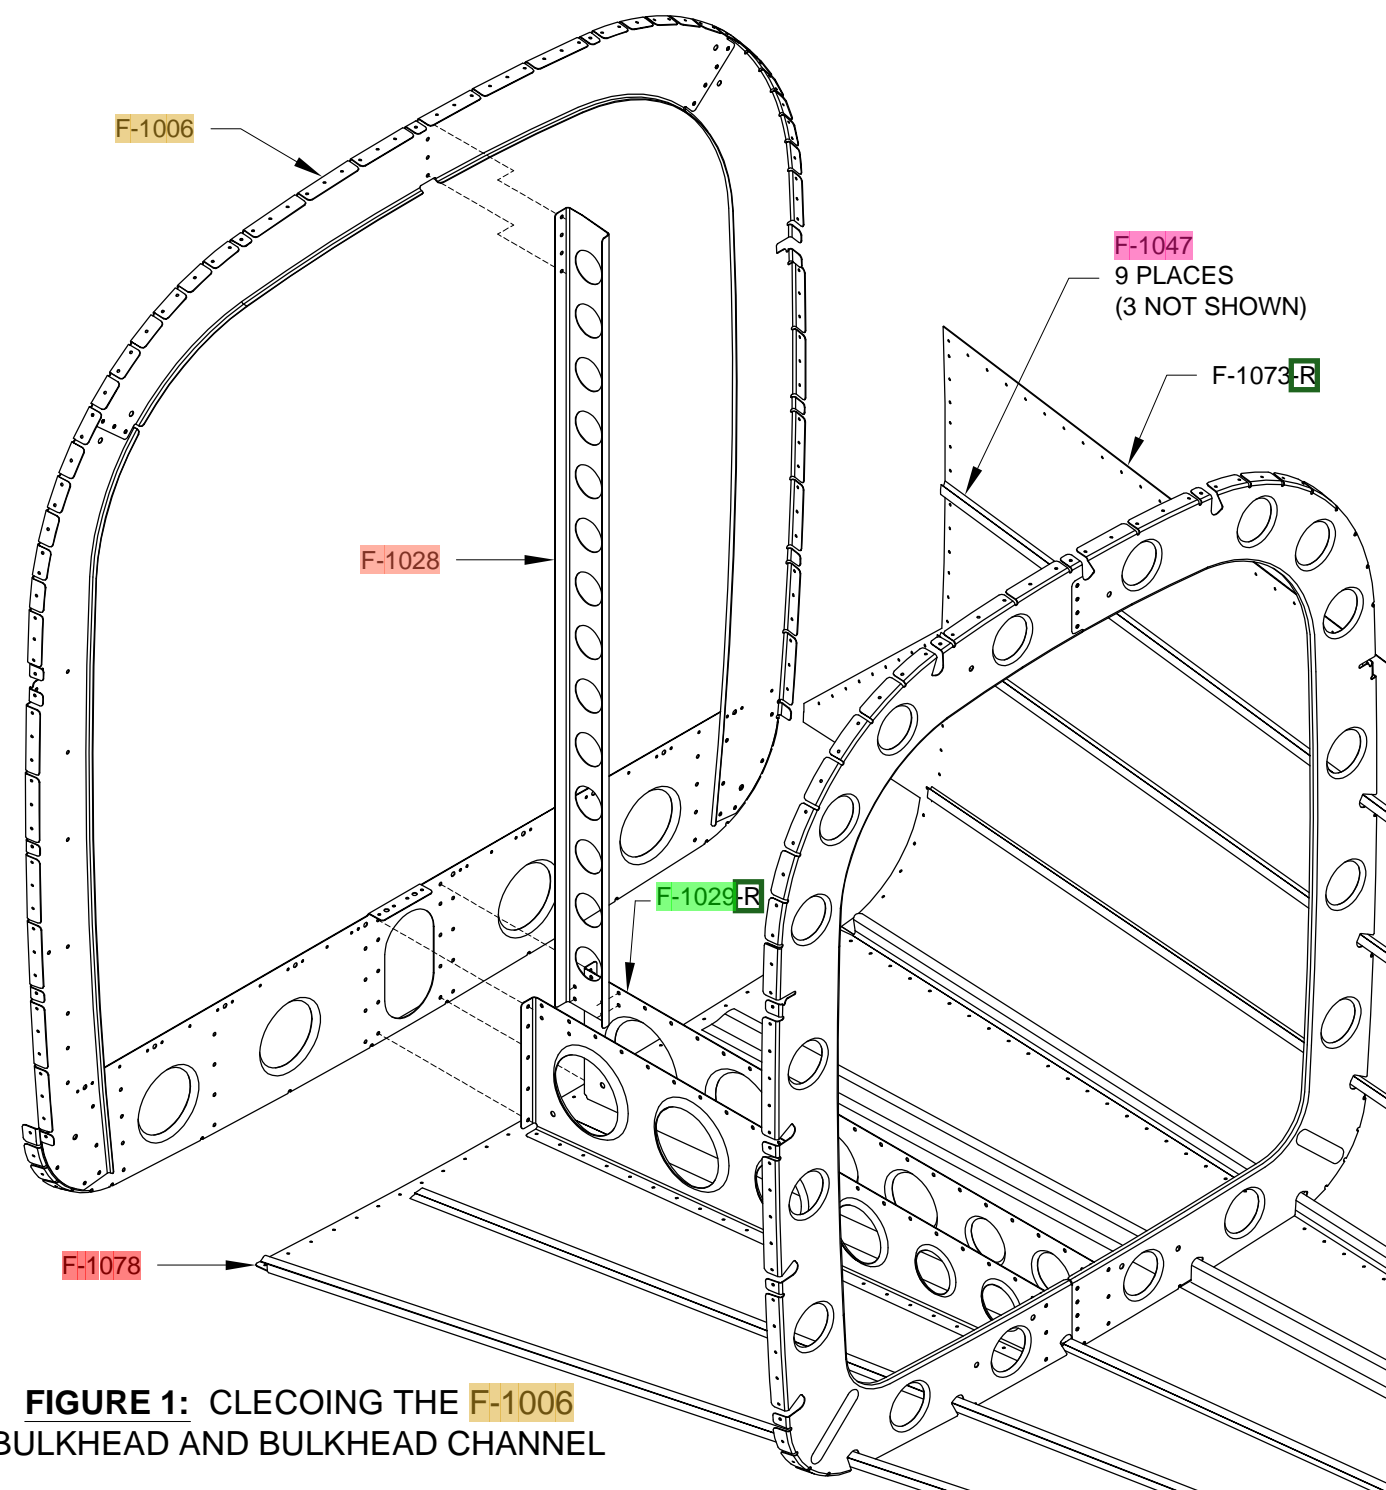 F-1006
F-1047
9 PLACES
(3 NOT SHOWN)
F-1073-R
F-1028
F-1029-R
F-1078
FIGURE 1: CLECOING THE F-1006
BULKHEAD AND BULKHEAD CHANNEL